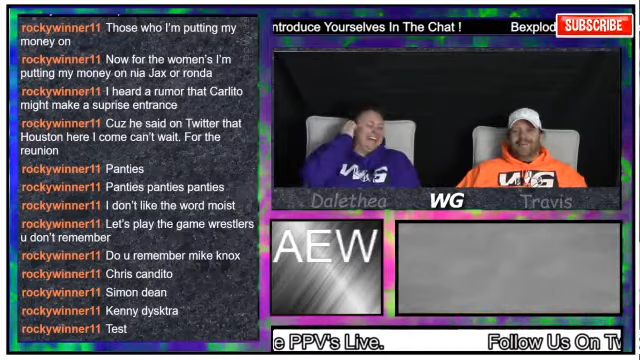 rockywinner11 Those who I'm putting my
money on
rockywinner11 Now for the women's I'm
putting my money on nia Jax or ronda
rockywinner11 I heard a rumor that Carlito
might make a suprise entrance
rockywinner11 Cuz he said on Twitter that
Houston here I come can't wait. For the
reunion
rockywinner11 Panties
rockywinner11 Panties panties panties
rockywinner11 I don't like the word moist
rockywinner11 Let's play the game wrestlers
u don't remember
rockywinner11 Do u remember mike knox
rockywinner11 Chris candito
rockywinner11 Simon dean
rockywinner11 Kenny dysktra
rockywinner11 Test
ntroduce Yourselves In The Chat ! Bexplod
SUBSCRIBE
WG
WG
Dalethea WG Travis
AEW
e PPV's Live. Follow Us On Tw